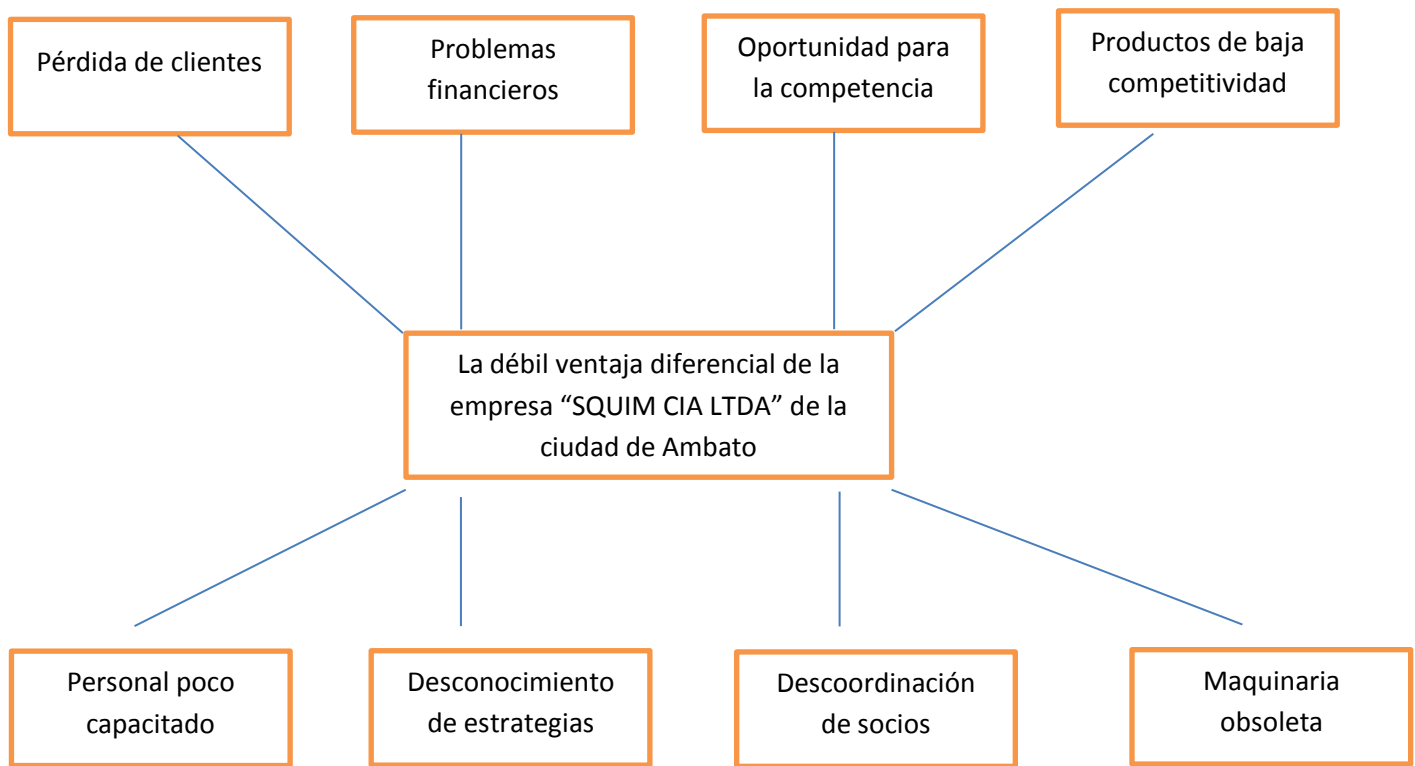 Pérdida de clientes
Problemas
financieros
Oportunidad para
la competencia
Productos de baja
competitividad
La débil ventaja diferencial de la
empresa “SQUIM CIA LTDA” de la
ciudad de Ambato
Personal poco
capacitado
Desconocimiento
de estrategias
Descoordinación
de socios
Maquinaria
obsoleta